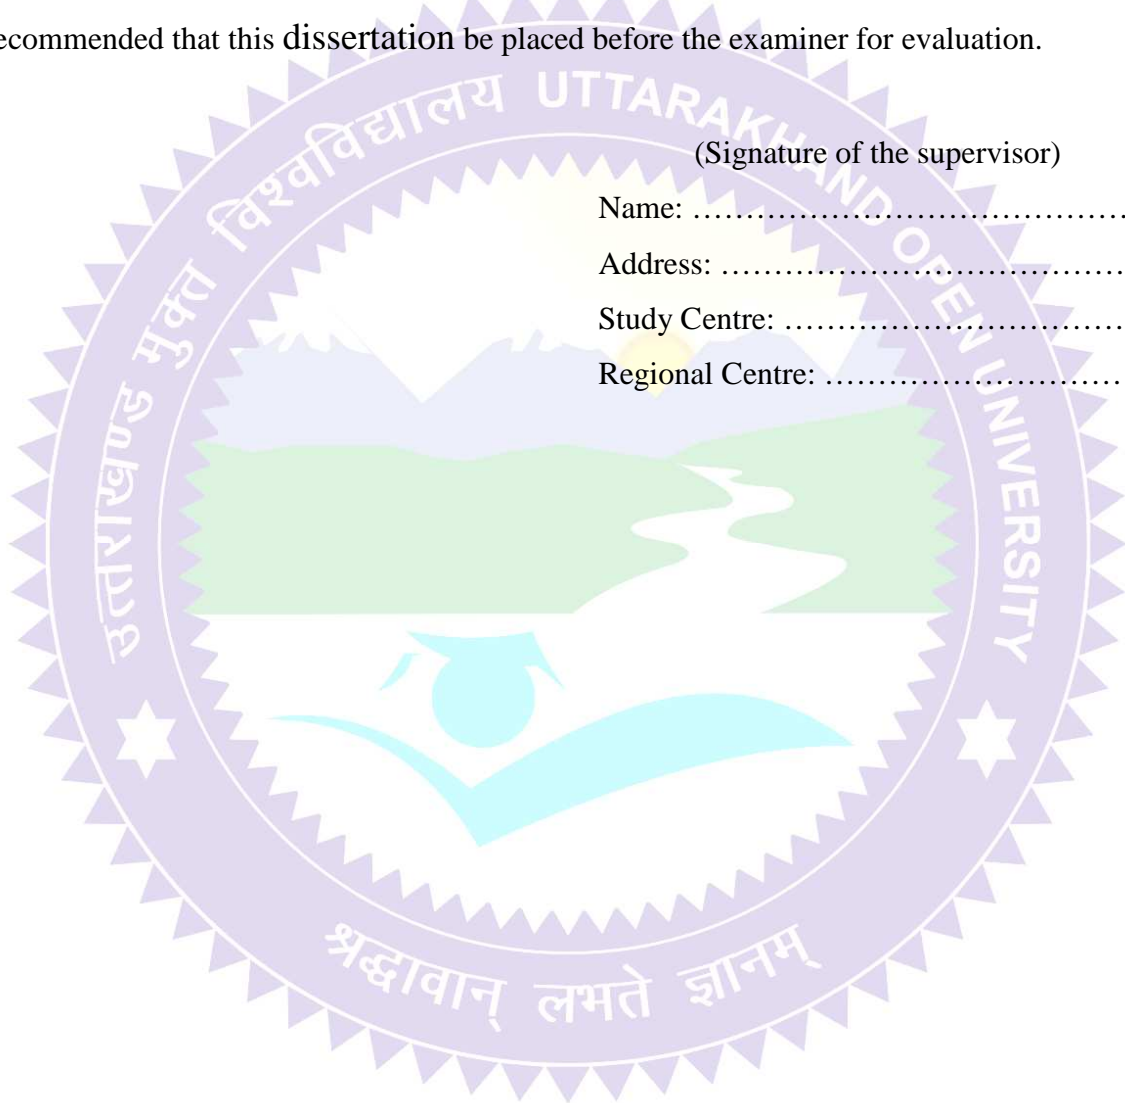 ecommended that this dissertation be placed before the examiner for evaluation.
(Signature of the supervisor)
Name: ……………………………………
Address: …………………………………
Study Centre: ……………………………
Regional Centre: …………………………
उत्तराखण्ड मुक्त विश्वविद्यालय UTTARAKHAND OPEN UNIVERSITY
श्रद्धावान् लभते ज्ञानम्